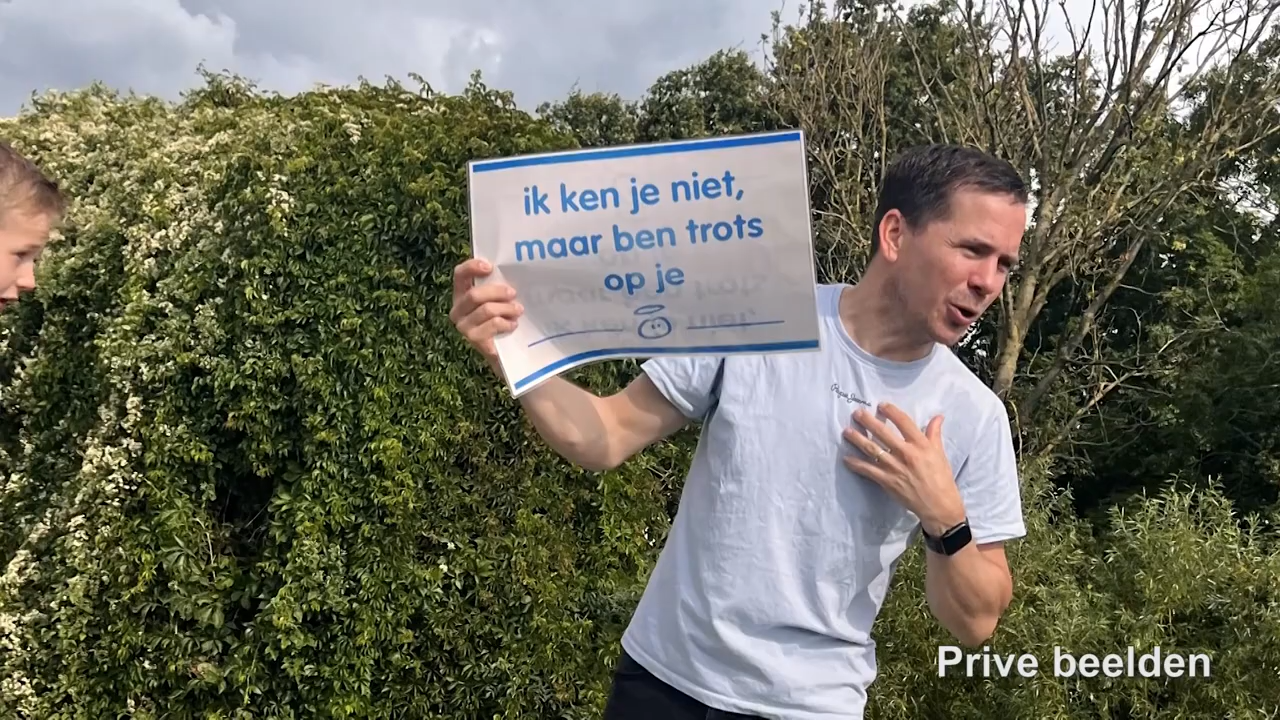 ik ken je niet,
maar ben trots
op je
Prive beelden